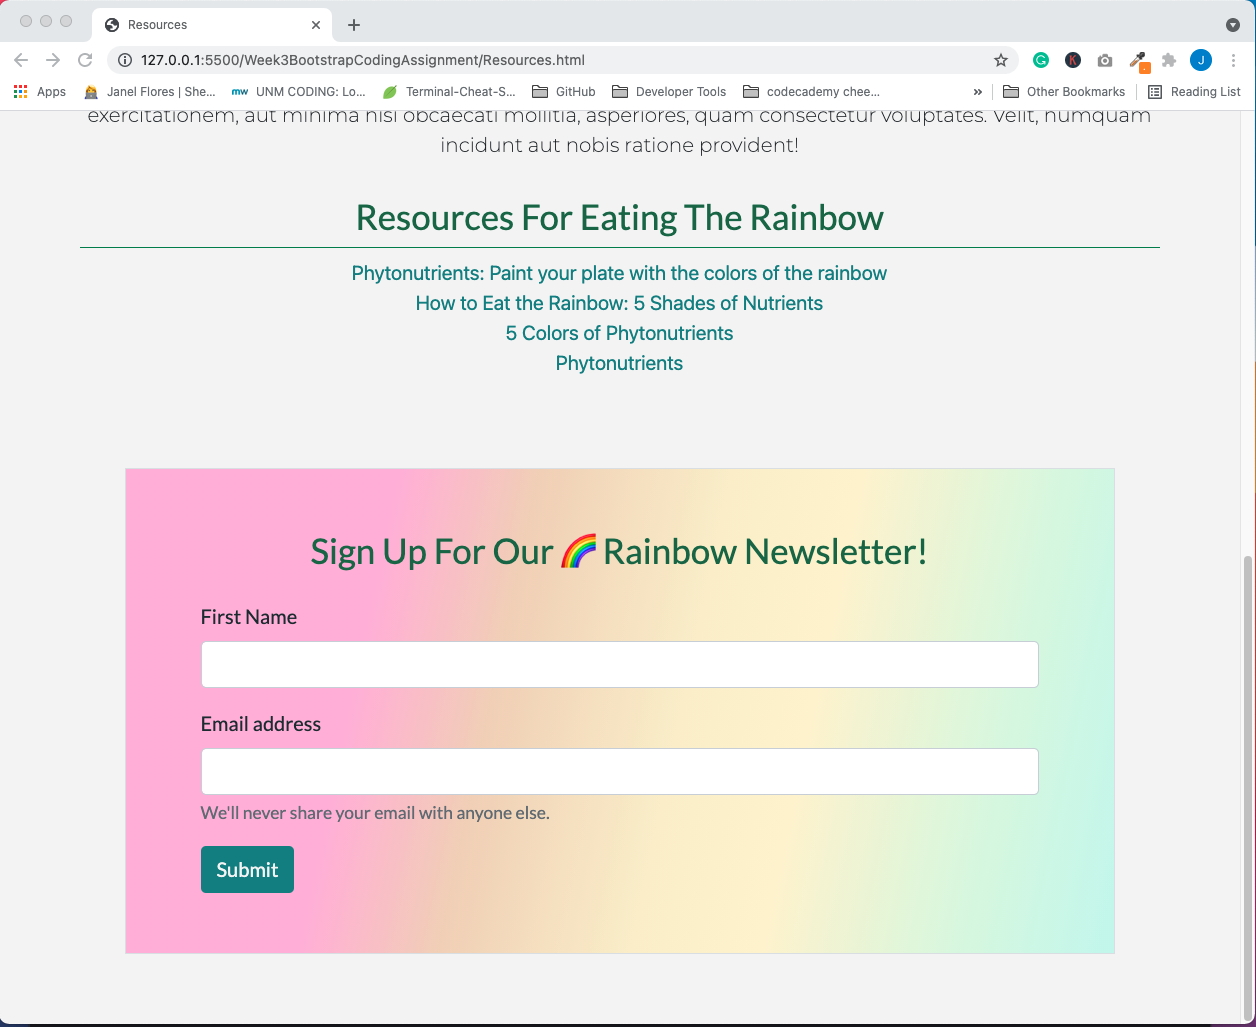 Resources
127.0.0.1:5500/Week3BootstrapCodingAssignment/Resources.html
K
J
Apps
Janel Flores | She...
mw UNM CODING: Lo...
Terminal-Cheat-S...
GitHub
Developer Tools
codecademy chee...
»
Other Bookmarks
Reading List
exercitationem, aut minima nisi obcaecati mollitia, asperiores, quam consectetur voluptates. Velit, numquam
incidunt aut nobis ratione provident!
Resources For Eating The Rainbow
Phytonutrients: Paint your plate with the colors of the rainbow
How to Eat the Rainbow: 5 Shades of Nutrients
5 Colors of Phytonutrients
Phytonutrients
Sign Up For Our 🌈 Rainbow Newsletter!
First Name
Email address
We'll never share your email with anyone else.
Submit